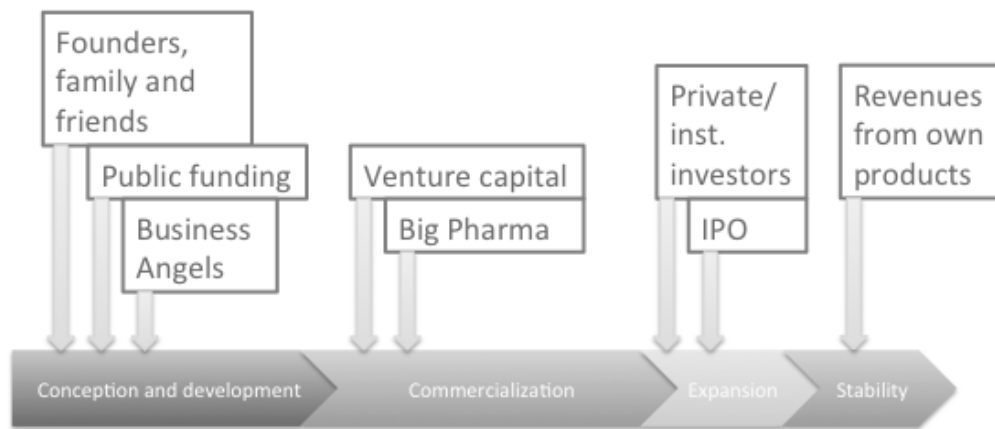 Founders,
family and
friends
Public funding
Business
Angels
Venture capital
Big Pharma
Private/
inst.
investors
IPO
Revenues
from own
products
Conception and development
Commercialization
Expansion
Stability